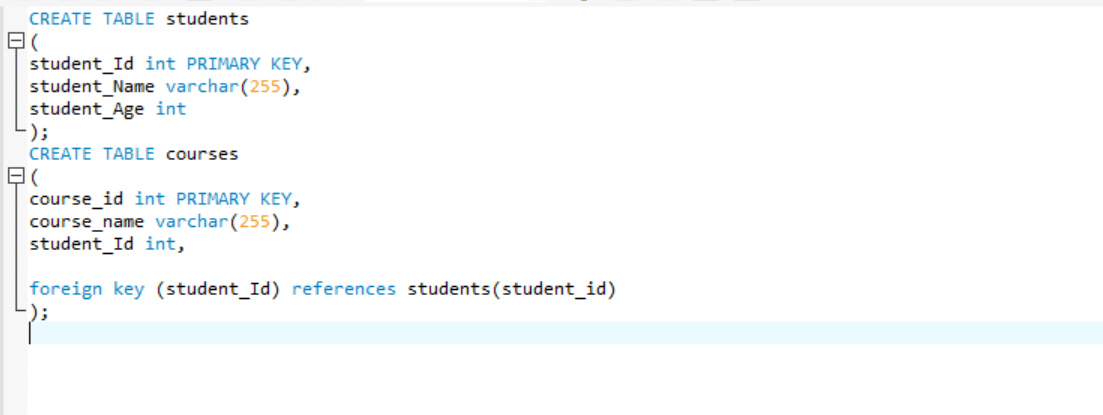 CREATE TABLE students
(
student_Id int PRIMARY KEY,
student_Name varchar(255),
student_Age int
);
CREATE TABLE courses
(
course_id int PRIMARY KEY,
course_name varchar(255),
student_Id int,
foreign key (student_Id) references students(student_id)
);